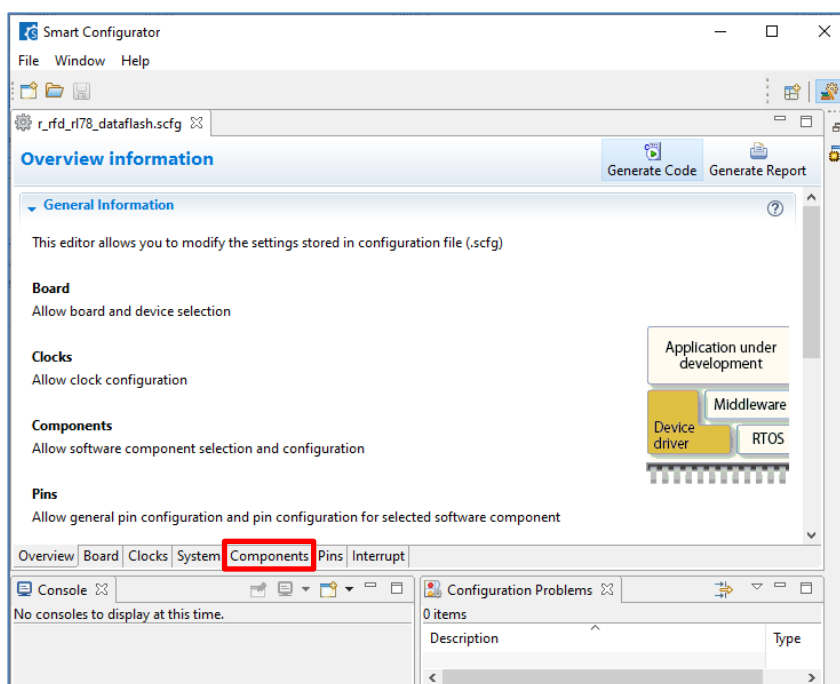 Smart Configurator
File Window Help
r_rfd_rl78_dataflash.scfg
Overview information
Generate Code Generate Report
General Information
This editor allows you to modify the settings stored in configuration file (.scfg)
Board
Allow board and device selection
Clocks
Allow clock configuration
Components
Allow software component selection and configuration
Pins
Allow general pin configuration and pin configuration for selected software component
Application under
development
Middleware
Device
driver
RTOS
Overview Board Clocks System Components Pins Interrupt
Console
No consoles to display at this time.
Configuration Problems
0 items
Description Type